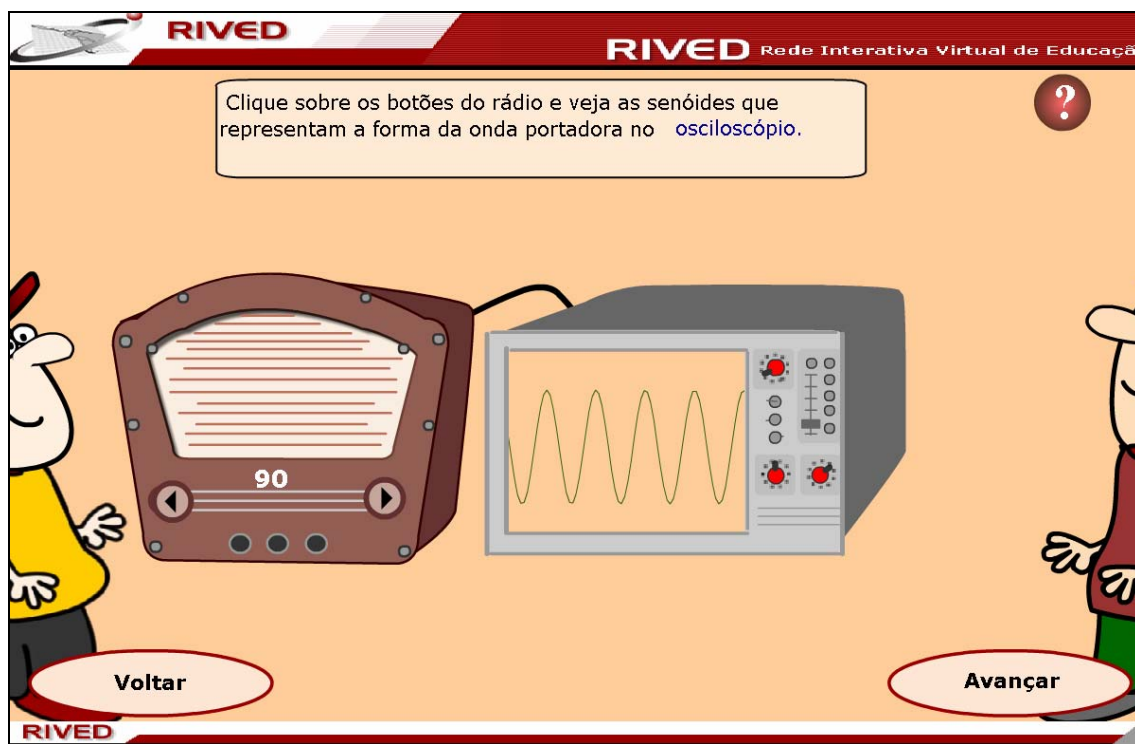 RIVED
RIVED Rede Interativa Virtual de Educaçã
Clique sobre os botões do rádio e veja as senóides que
representam a forma da onda portadora no osciloscópio.
?
90
Voltar
Avançar
RIVED